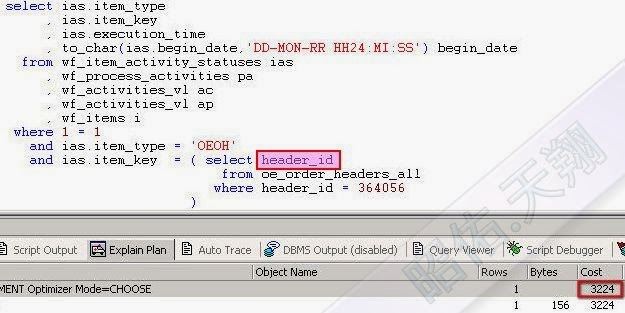 select ias.item_type
, ias.item_key
, ias.execution_time
, to_char(ias.begin_date,'DD-MON-RR HH24:MI:SS') begin_date
from wf_item_activity_statuses ias
, wf_process_activities pa
, wf_activities_vl ac
, wf_activities_vl ap
, wf_items i
where 1 = 1
and ias.item_type = 'OEOH'
and ias.item_key = ( select header_id
from oe_order_headers_all
where header_id = 364056
)
Script Output Explain Plan Auto Trace DBMS Output (disabled) Query Viewer Script Debugger
Object Name Rows Bytes Cost
MENT Optimizer Mode=CHOOSE 1 3224
1 156 3224
昭佑.天翔